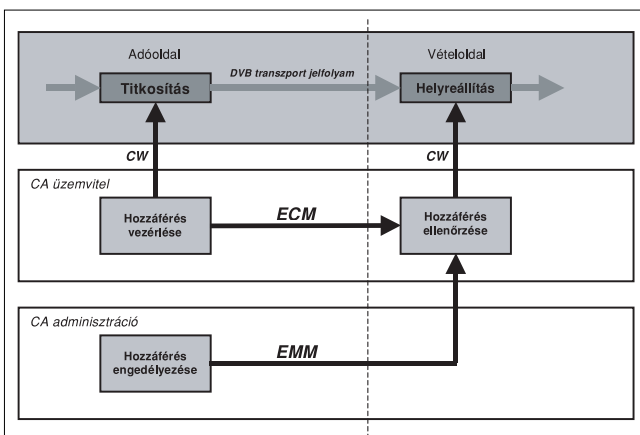 Adóoldal
Vételoldal
Titkosítás
DVB transzport jelfolyam
Helyreállítás
CW
CW
CA üzemvitel
Hozzáférés
vezérlése
ECM
Hozzáférés
ellenőrzése
CA adminisztráció
Hozzáférés
engedélyezése
EMM